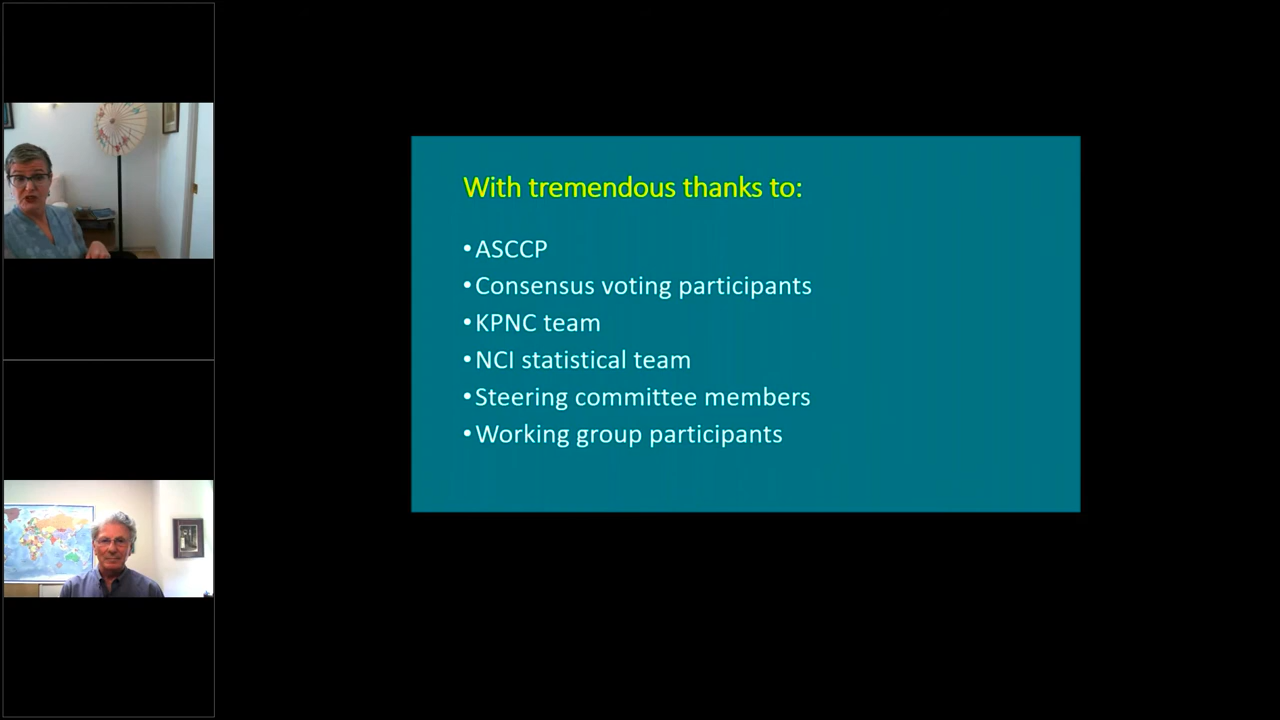 With tremendous thanks to:
•ASCCP
•Consensus voting participants
•KPNC team
•NCI statistical team
•Steering committee members
•Working group participants